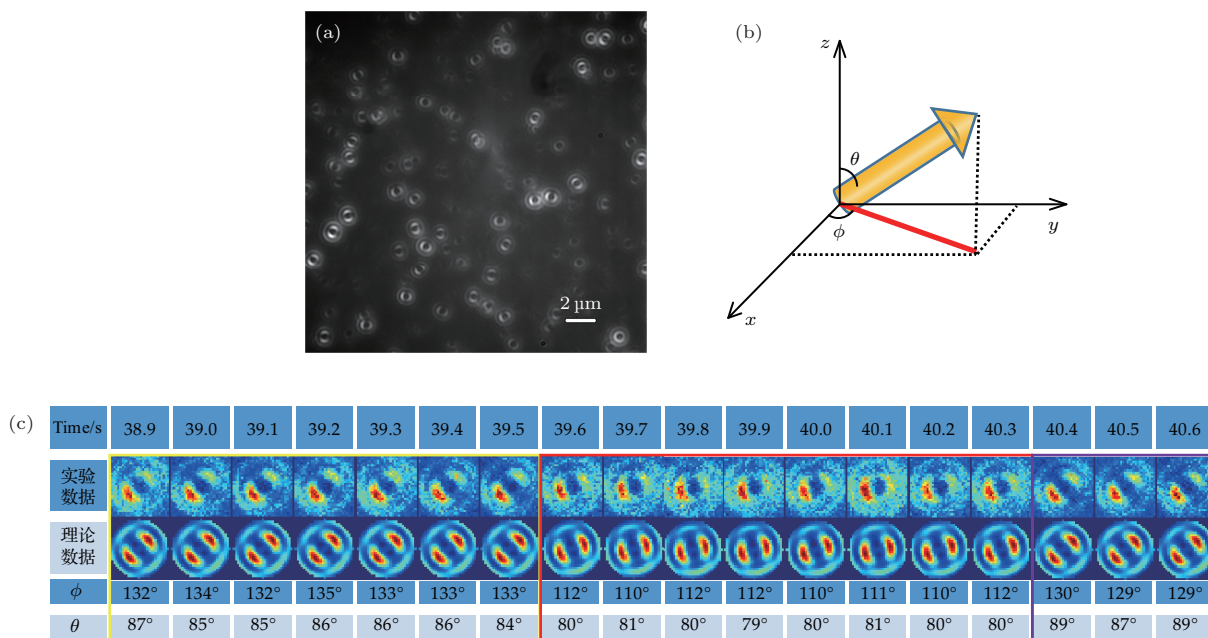 (a)
2 μm
(b)
z
θ
ϕ
y
x
(c)
Time/s 38.9 39.0 39.1 39.2 39.3 39.4 39.5 39.6 39.7 39.8 39.9 40.0 40.1 40.2 40.3 40.4 40.5 40.6
实验
数据
理论
数据
ϕ 132° 134° 132° 135° 133° 133° 133° 112° 110° 112° 112° 110° 111° 110° 112° 130° 129° 129°
θ 87° 85° 85° 86° 86° 86° 84° 80° 81° 80° 79° 80° 81° 80° 80° 89° 87° 89°